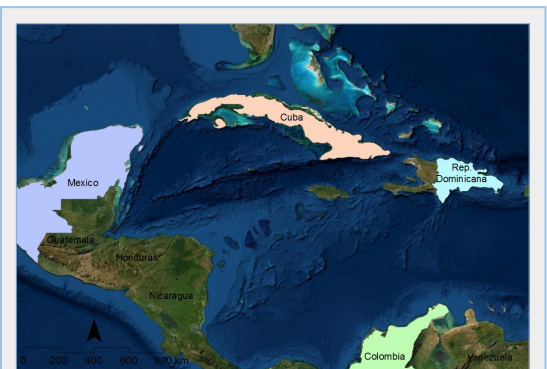 Cuba
Rep.
Dominicana
Mexico
Guatemala
Honduras
Nicaragua
0 200 400 600 800 km
Colombia
Venezuela